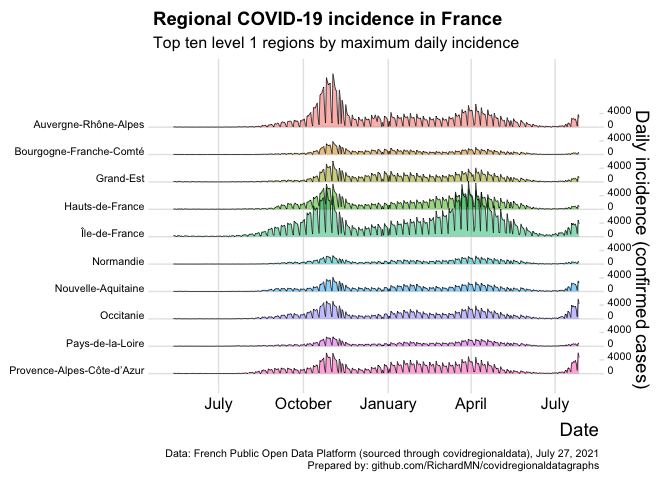 Regional COVID-19 incidence in France
Top ten level 1 regions by maximum daily incidence
Auvergne-Rhône-Alpes
4000
0
Bourgogne-Franche-Comté
4000
0
Grand-Est
4000
0
Hauts-de-France
4000
0
Île-de-France
4000
0
Normandie
4000
0
Nouvelle-Aquitaine
4000
0
Occitanie
4000
0
Pays-de-la-Loire
4000
0
Provence-Alpes-Côte-d'Azur
4000
0
Daily incidence (confirmed cases)
July October January April July
Date
Data: French Public Open Data Platform (sourced through covidregionaldata), July 27, 2021
Prepared by: github.com/RichardMN/covidregionaldatagraphs